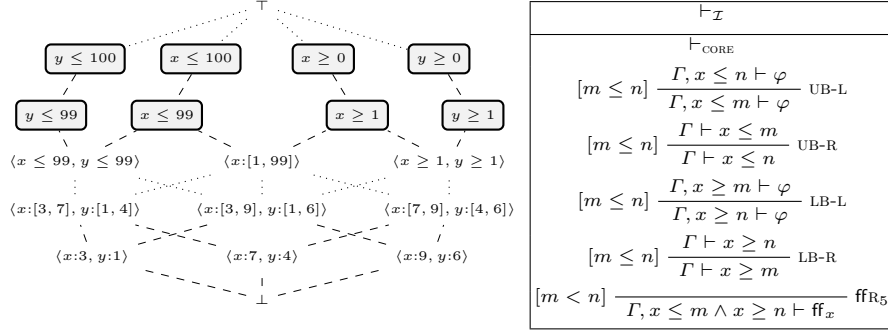 ⊤
y ≤ 100 x ≤ 100 x ≥ 0 y ≥ 0
y ≤ 99 x ≤ 99 x ≥ 1 y ≥ 1
⟨x ≤ 99, y ≤ 99⟩ ⟨x:[1, 99]⟩ ⟨x ≥ 1, y ≥ 1⟩
⟨x:[3, 7], y:[1, 4]⟩ ⟨x:[3, 9], y:[1, 6]⟩ ⟨x:[7, 9], y:[4, 6]⟩
⟨x:3, y:1⟩ ⟨x:7, y:4⟩ ⟨x:9, y:6⟩
⊥
⊢_ℐ
⊢_CORE
Γ, x ≤ n ⊢ φ
[m ≤ n] UB-L
Γ, x ≤ m ⊢ φ
Γ ⊢ x ≤ m
[m ≤ n] UB-R
Γ ⊢ x ≤ n
Γ, x ≥ m ⊢ φ
[m ≤ n] LB-L
Γ, x ≥ n ⊢ φ
Γ ⊢ x ≥ n
[m ≤ n] LB-R
Γ ⊢ x ≥ m
[m < n] ffR₅
Γ, x ≤ m ∧ x ≥ n ⊢ ff_x